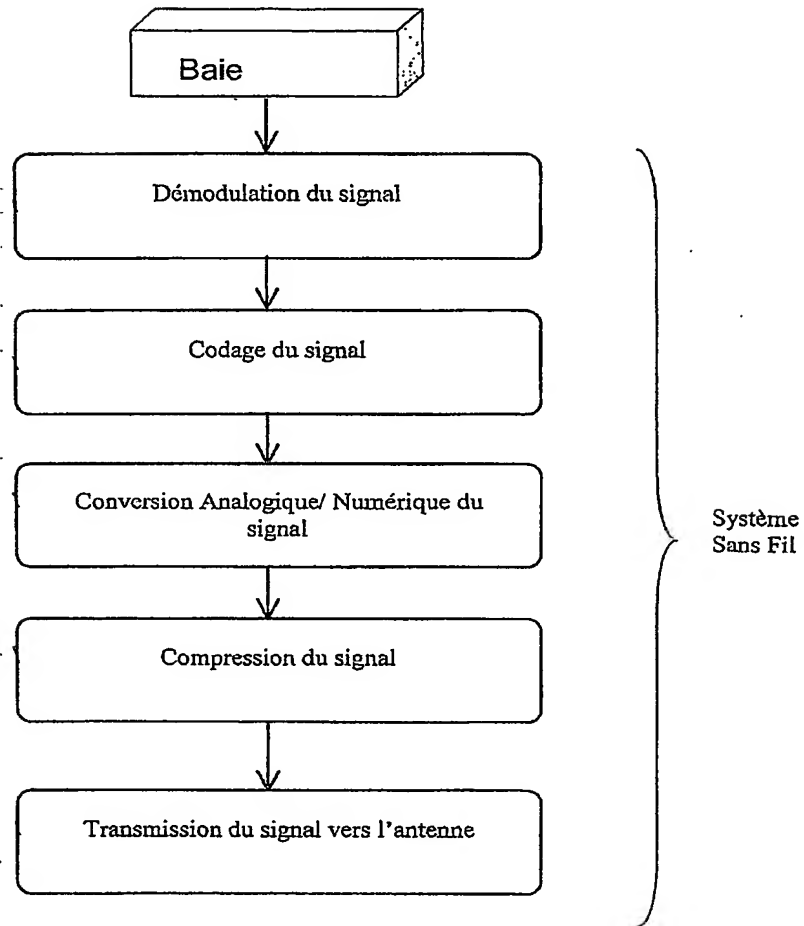 Baie
Démodulation du signal
Codage du signal
Conversion Analogique/ Numérique du
signal
Système
Sans Fil
Compression du signal
Transmission du signal vers l'antenne